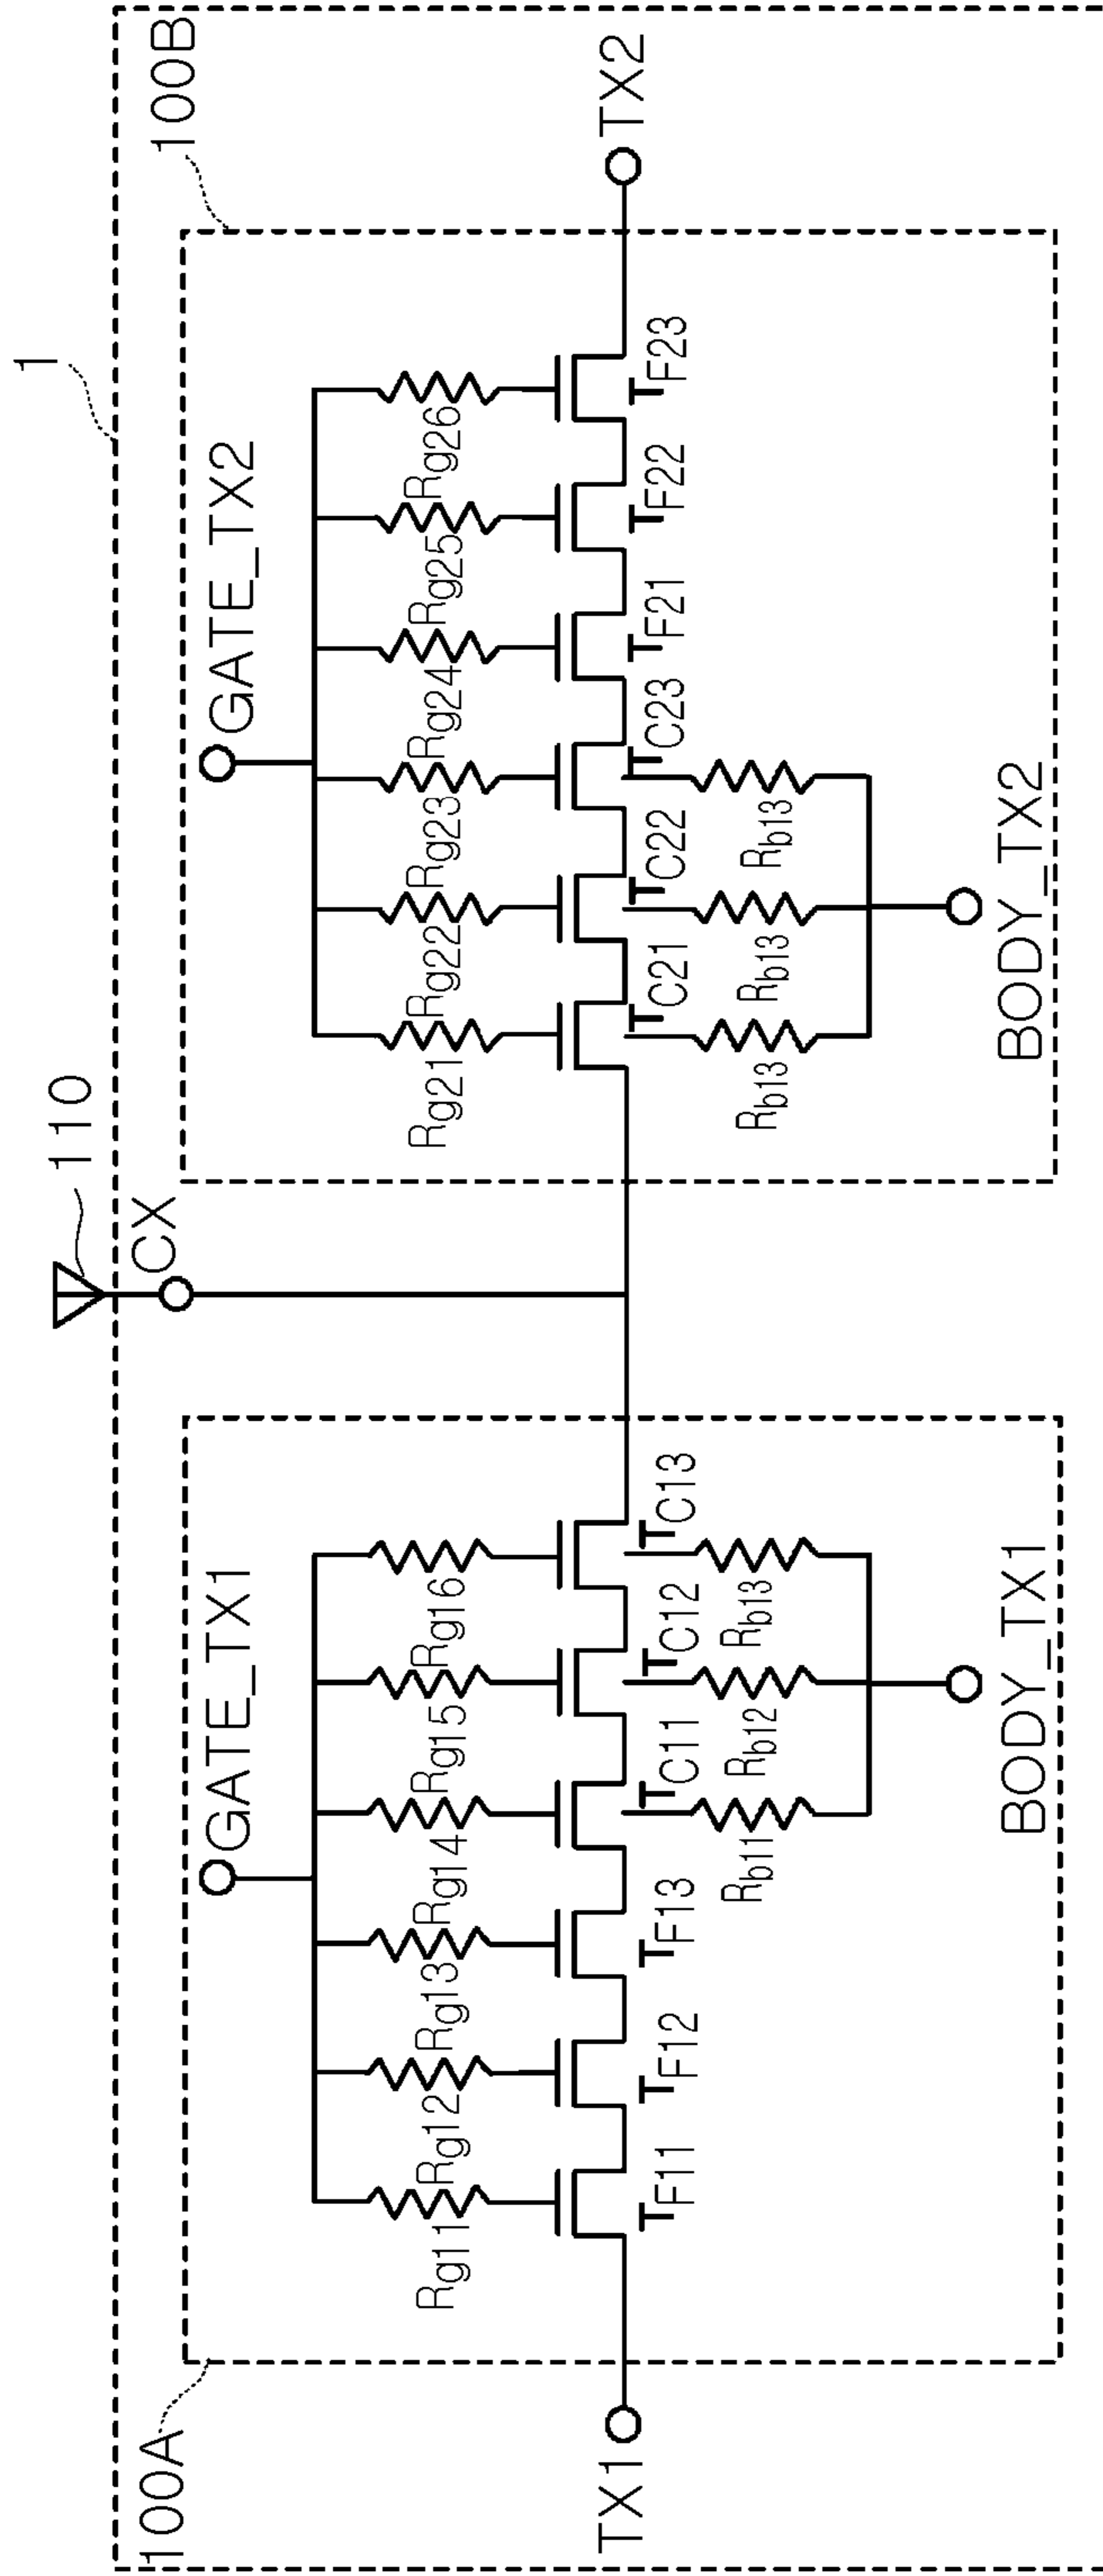 1
110
CX
100A
100B
GATE_TX1
GATE_TX2
Rg11
Rg12
Rg13
Rg14
Rg15
Rg16
Rg21
Rg22
Rg23
Rg24
Rg25
Rg26
TX1
TF11
TF12
TF13
TC11
TC12
TC13
TC21
TC22
TC23
TF21
TF22
TF23
TX2
Rb11
Rb12
Rb13
Rb13
Rb13
Rb13
BODY_TX1
BODY_TX2